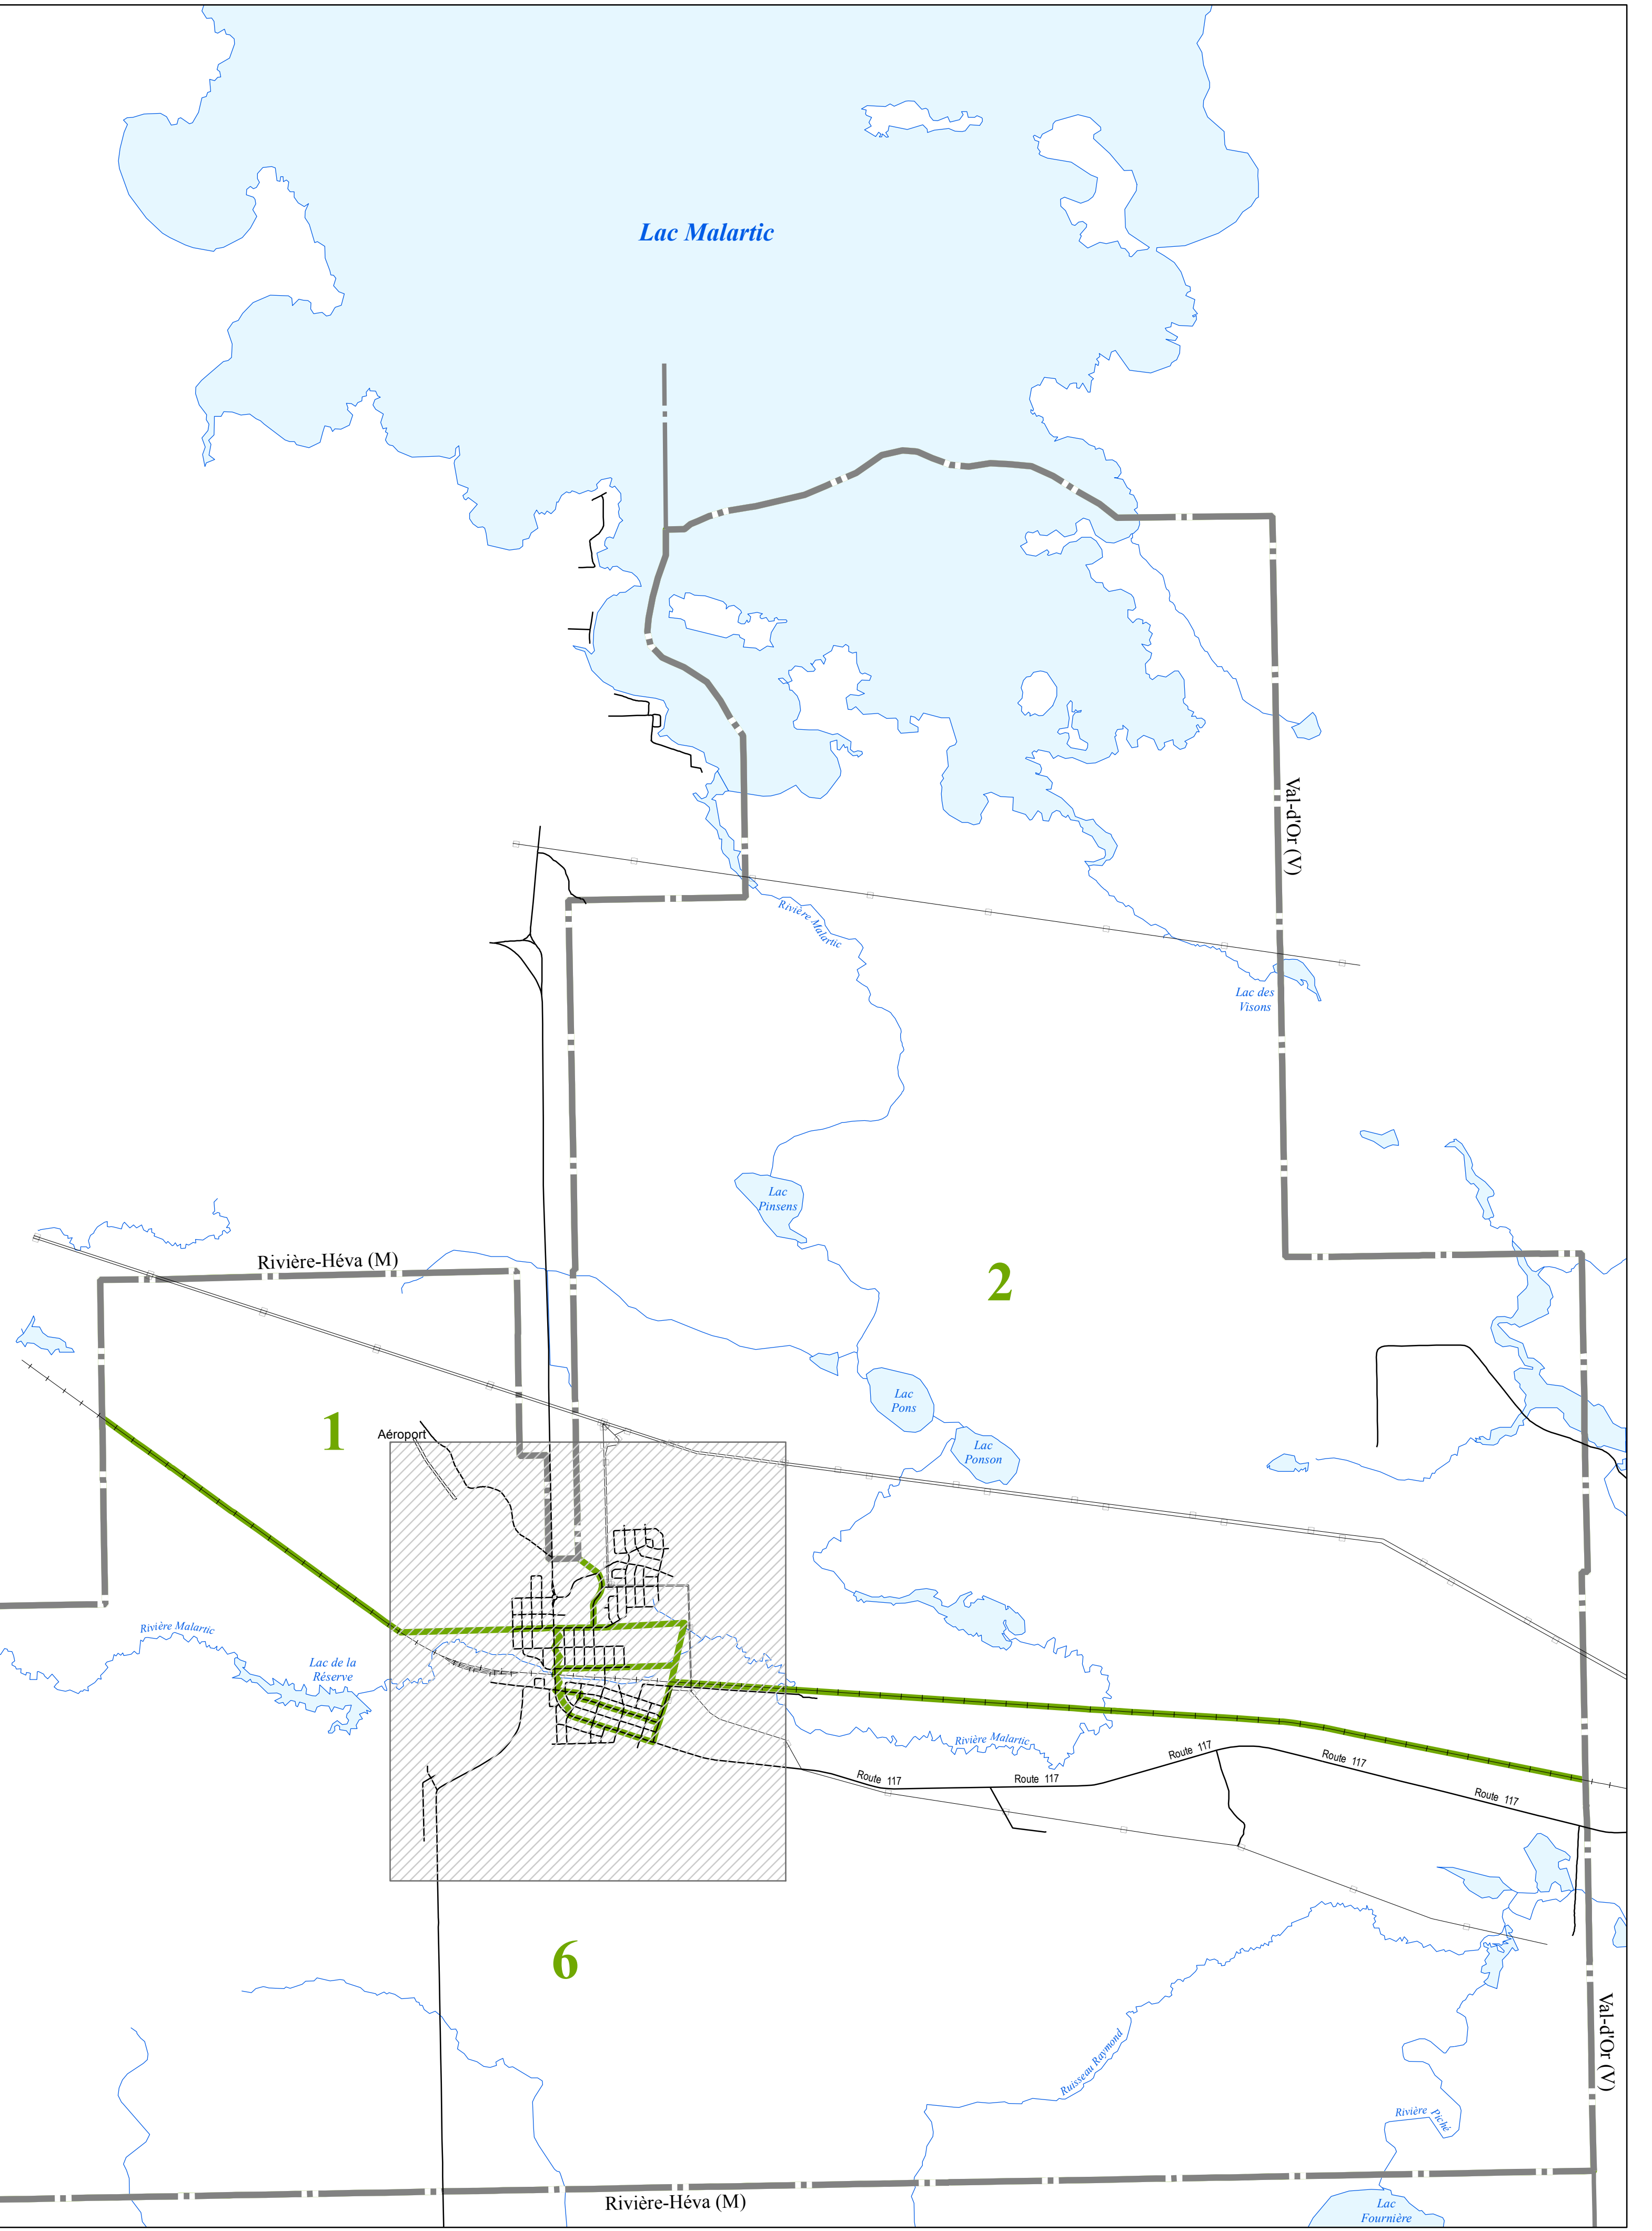 Lac Malartic
Val-d'Or (V)
Rivière Malartic
Lac des
Visons
Lac
Pinsens
Rivière-Héva (M)
2
Lac
Pons
1
Aéroport
Lac
Ponson
Rivière Malartic
Lac de la
Réserve
Rivière Malartic
Route 117
Route 117
Route 117
Route 117
Route 117
6
Val-d'Or (V)
Ruisseau Raymond
Rivière Piché
Rivière-Héva (M)
Lac
Fournière